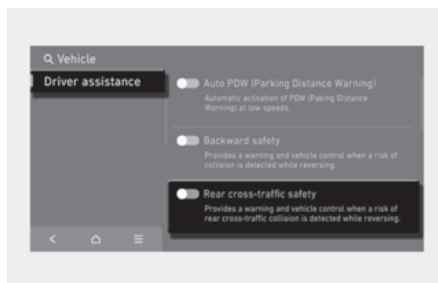 Vehicle
Driver assistance
Auto PDW (Parking Distance Warning)
Automatic activation of PDW (Paking Distance
Warning) at low speeds.
Backward safety
Provides a warning and vehicle control when a risk of
collision is detected while reversing.
Rear cross-traffic safety
Provides a warning and vehicle control when a risk of
rear cross-traffic collision is detected while reversing.